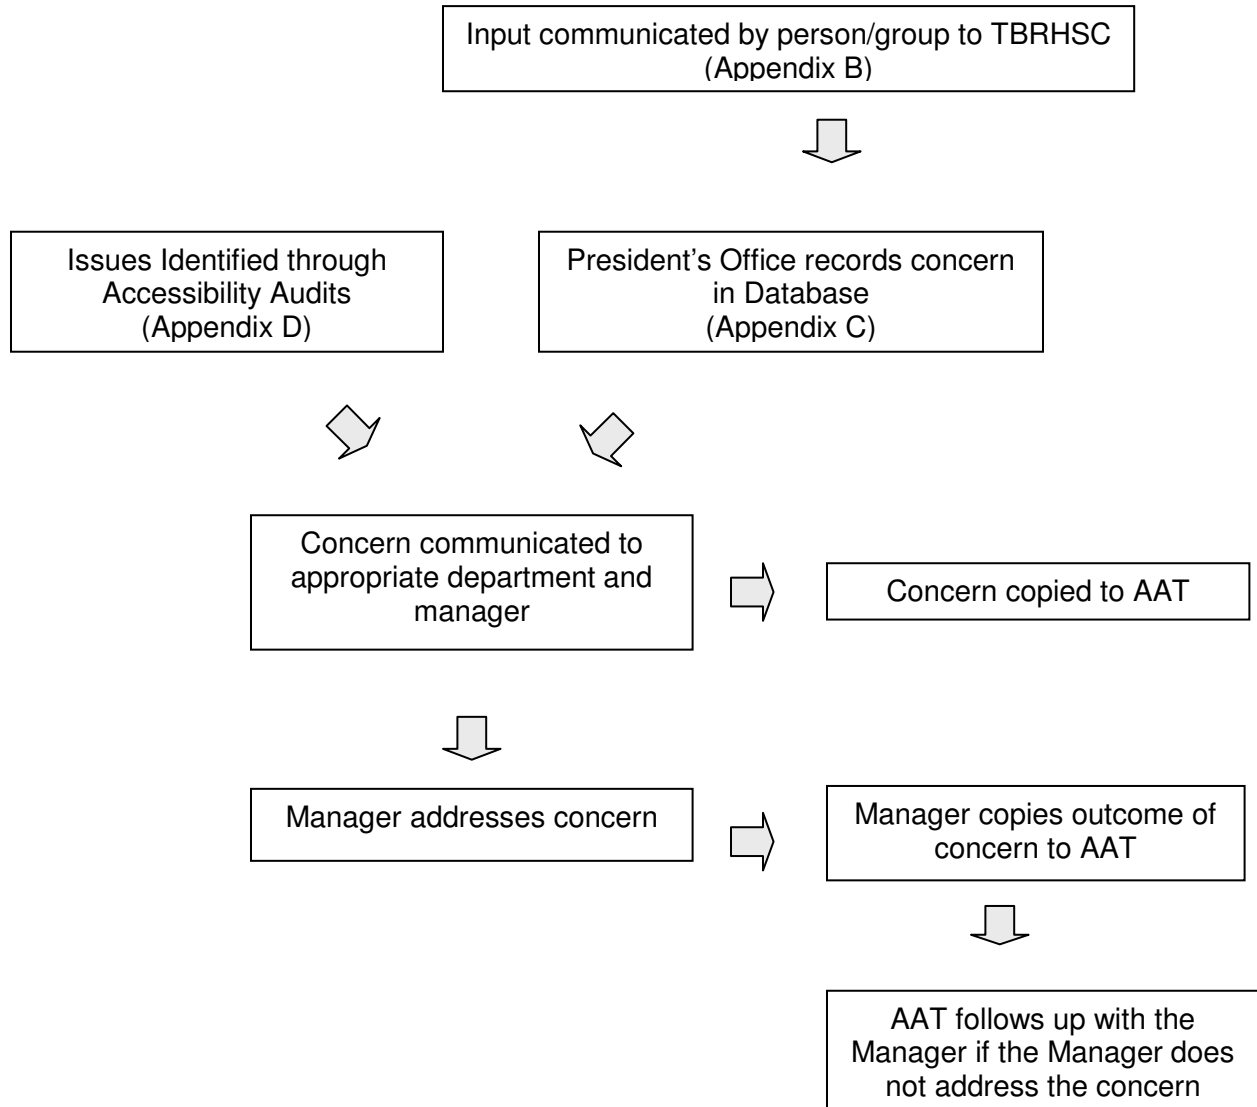 Input communicated by person/group to TBRHSC
(Appendix B)
Issues Identified through
Accessibility Audits
(Appendix D)
President's Office records concern
in Database
(Appendix C)
Concern communicated to
appropriate department and
manager
Concern copied to AAT
Manager addresses concern
Manager copies outcome of
concern to AAT
AAT follows up with the
Manager if the Manager does
not address the concern